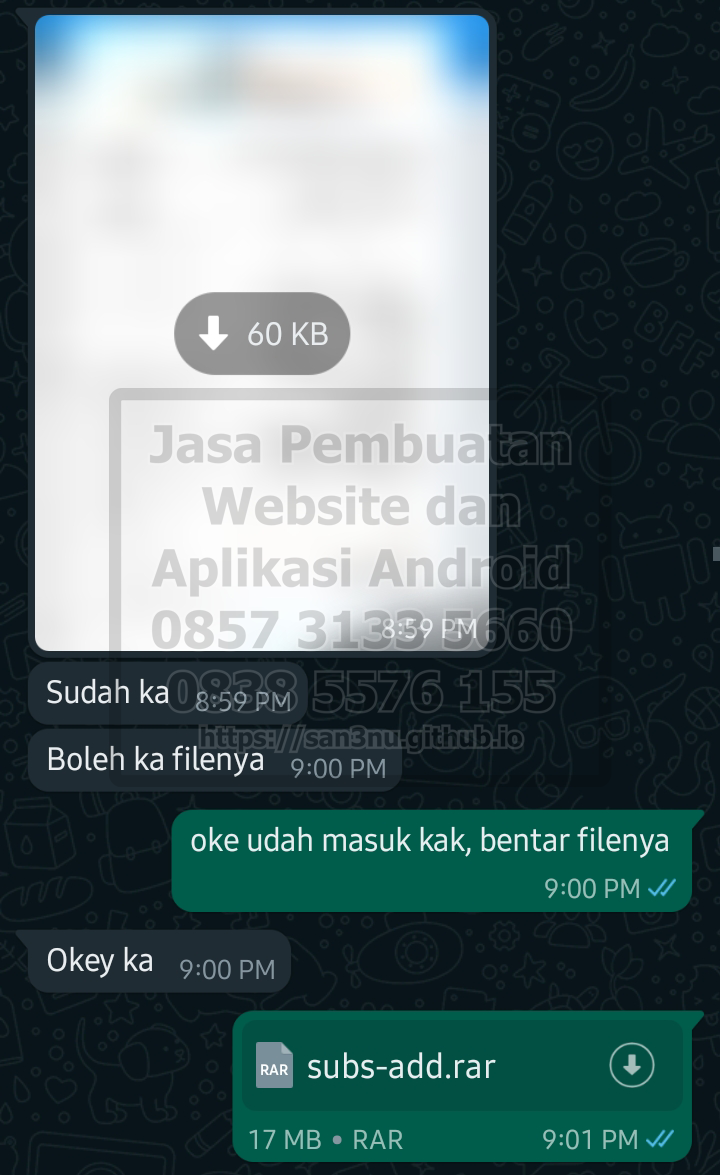 60 KB
Jasa Pembuatan
Website dan
Aplikasi Android
0857 3133 5660
8:59 PM
0838 5576 155
Sudah ka 8:59 PM
https://san3nu.github.io
Boleh ka filenya 9:00 PM
oke udah masuk kak, bentar filenya
9:00 PM
Okey ka 9:00 PM
RAR subs-add.rar
17 MB • RAR 9:01 PM